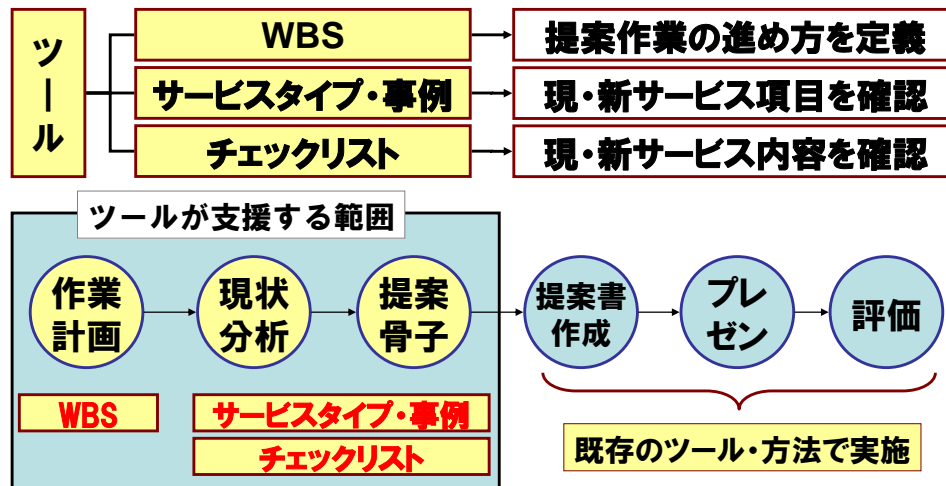 ツール
WBS
提案作業の進め方を定義
サービスタイプ・事例
現・新サービス項目を確認
チェックリスト
現・新サービス内容を確認
ツールが支援する範囲
作業
計画
現状
分析
提案
骨子
提案書
作成
プレ
ゼン
評価
WBS
サービスタイプ・事例
チェックリスト
既存のツール・方法で実施